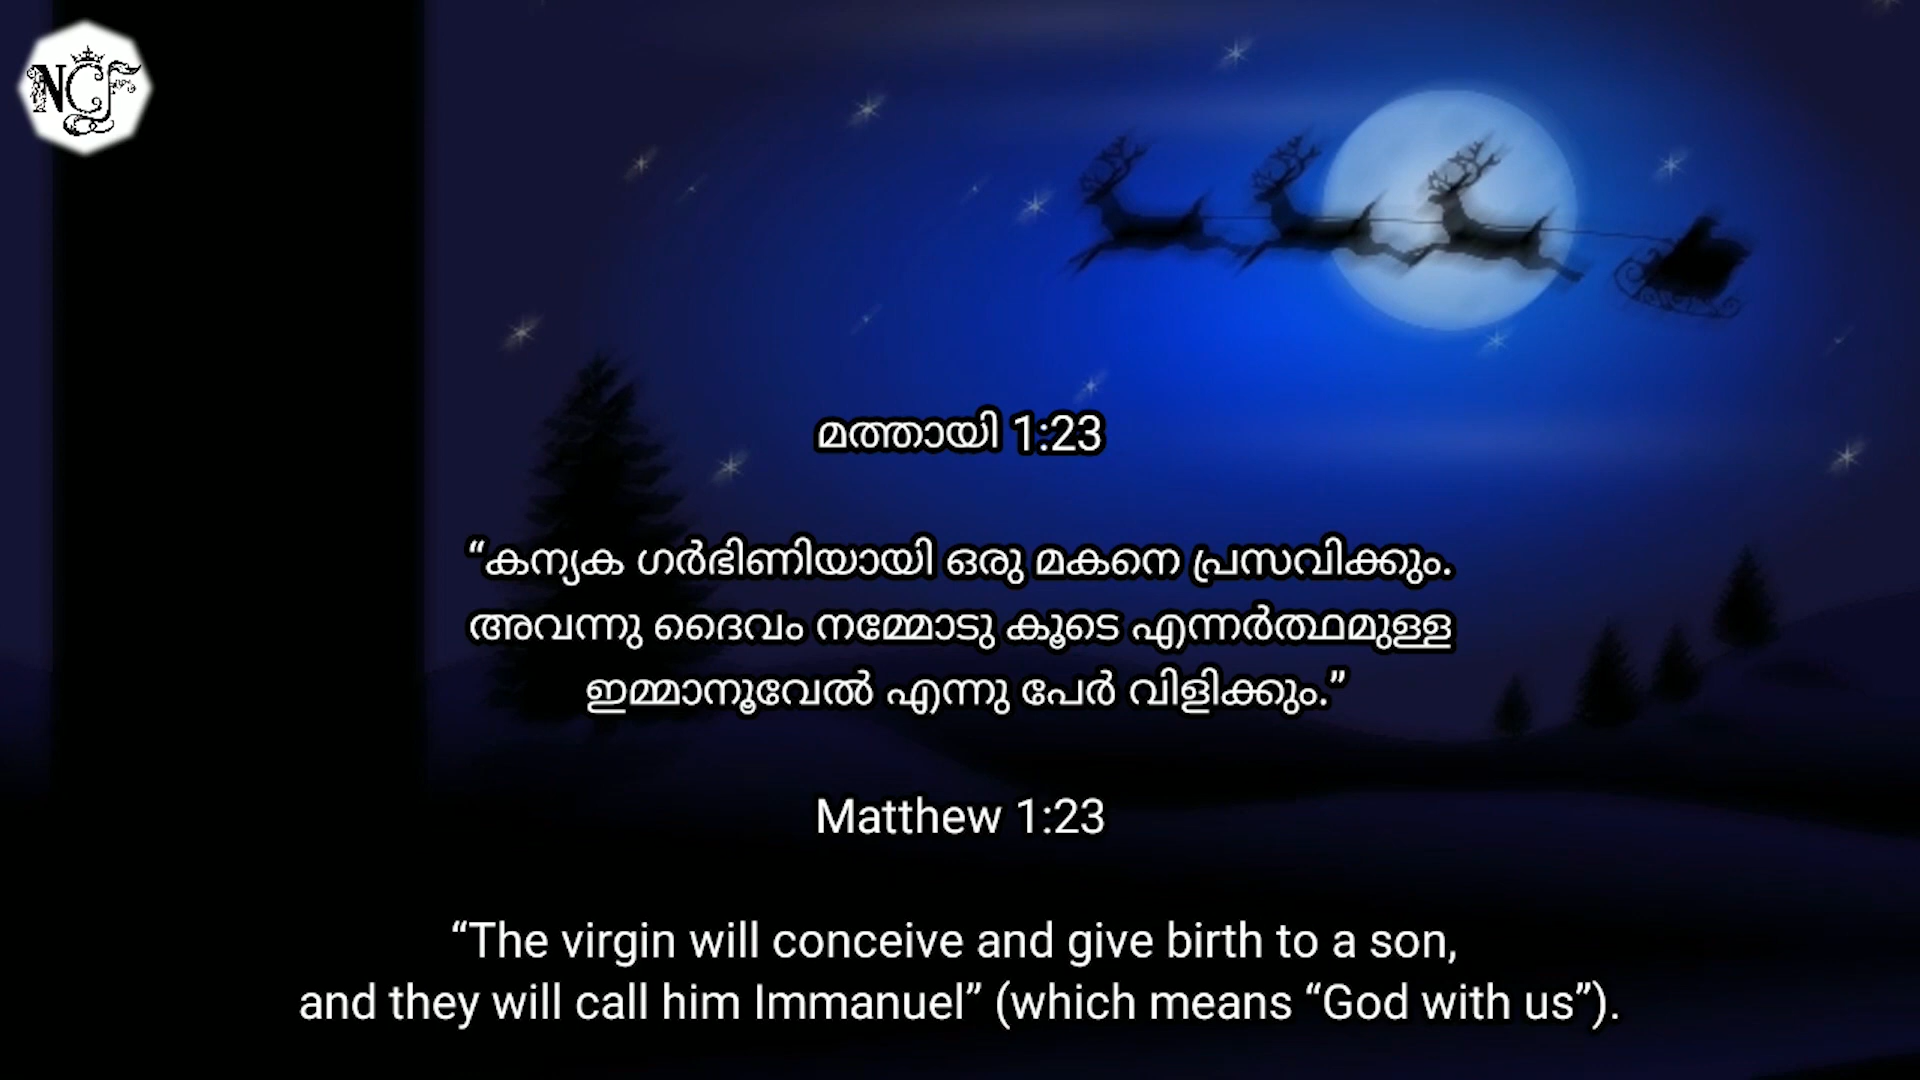 NCF
മത്തായി 1:23
“കന്യക ഗർഭിണിയായി ഒരു മകനെ പ്രസവിക്കും.
അവന്നു ദൈവം നമ്മോടു കൂടെ എന്നർത്ഥമുള്ള
ഇമ്മാനൂവേൽ എന്നു പേർ വിളിക്കും.”
Matthew 1:23
“The virgin will conceive and give birth to a son,
and they will call him Immanuel” (which means “God with us”).